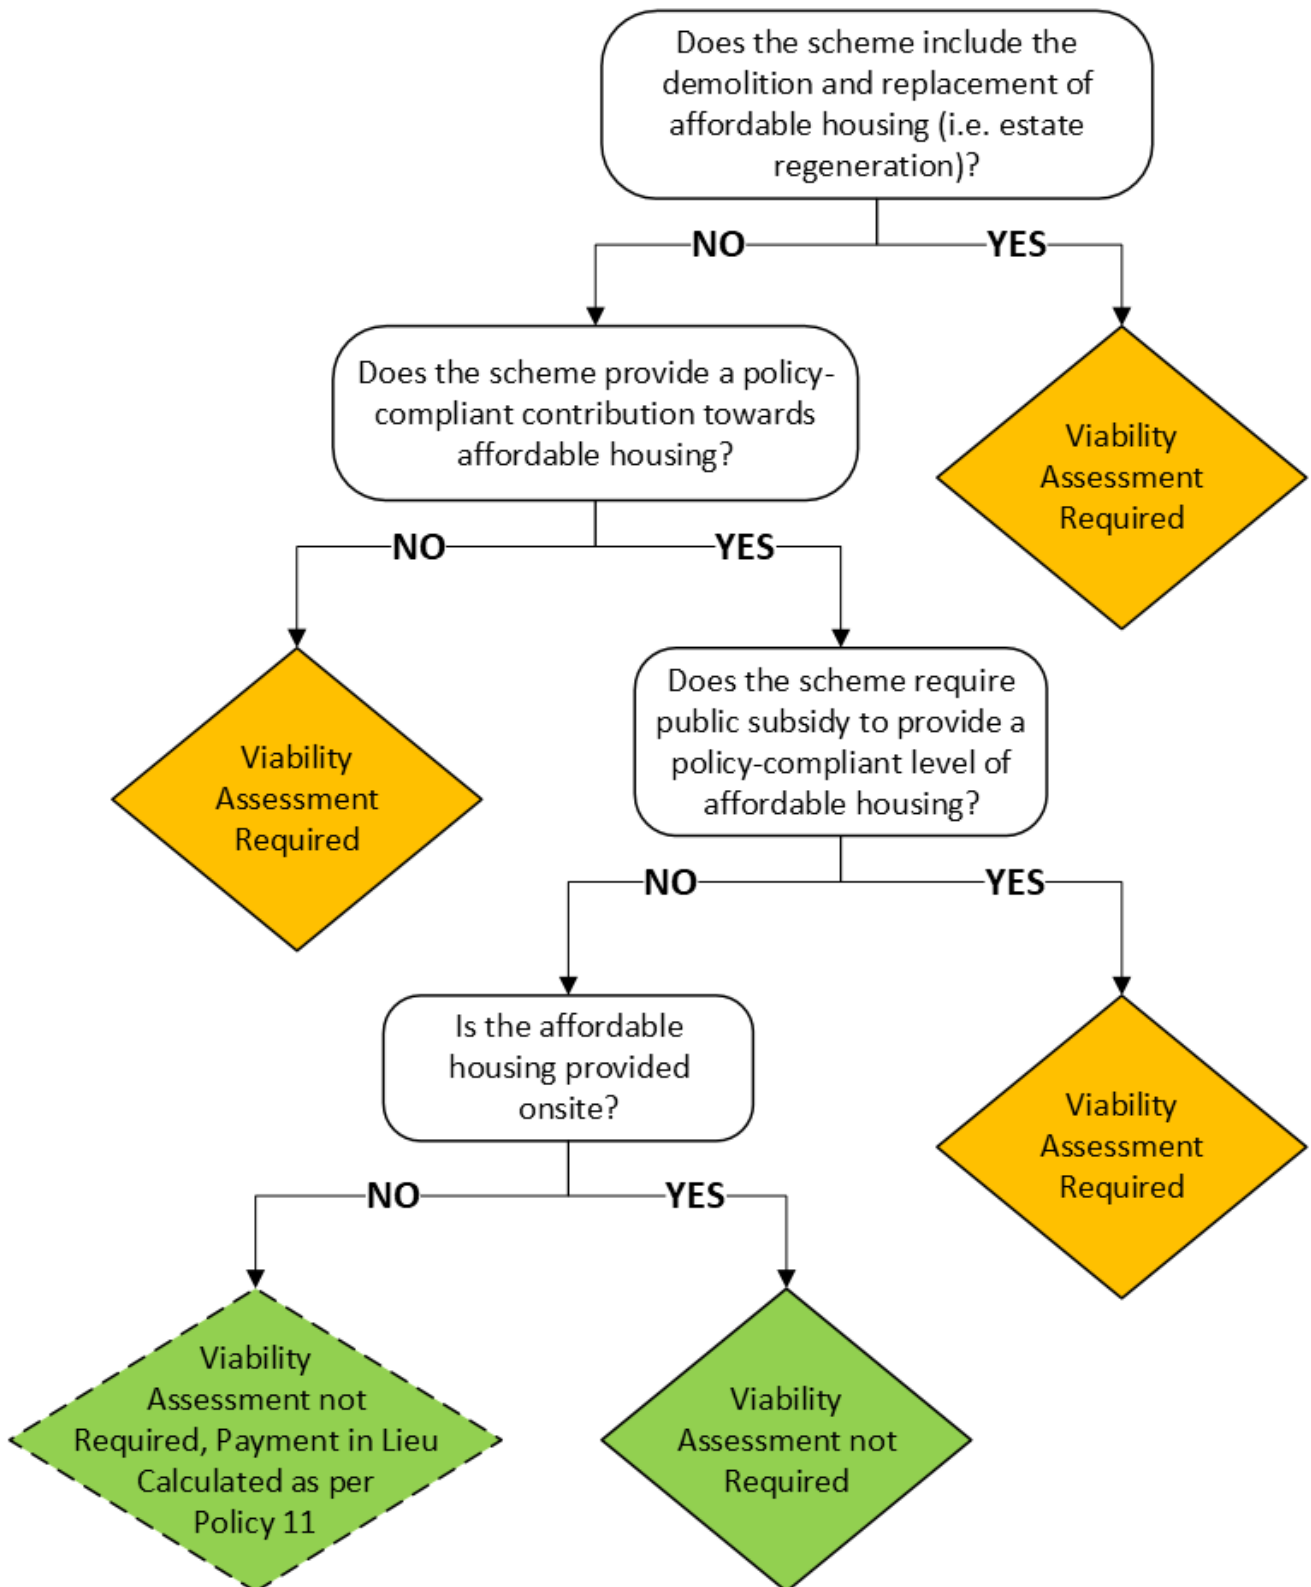 Does the scheme include the
demolition and replacement of
affordable housing (i.e. estate
regeneration)?
NO
YES
Does the scheme provide a policy-
compliant contribution towards
affordable housing?
Viability
Assessment
Required
NO
YES
Viability
Assessment
Required
Does the scheme require
public subsidy to provide a
policy-compliant level of
affordable housing?
NO
YES
Is the affordable
housing provided
onsite?
Viability
Assessment
Required
NO
YES
Viability
Assessment not
Required, Payment in Lieu
Calculated as per
Policy 11
Viability
Assessment not
Required